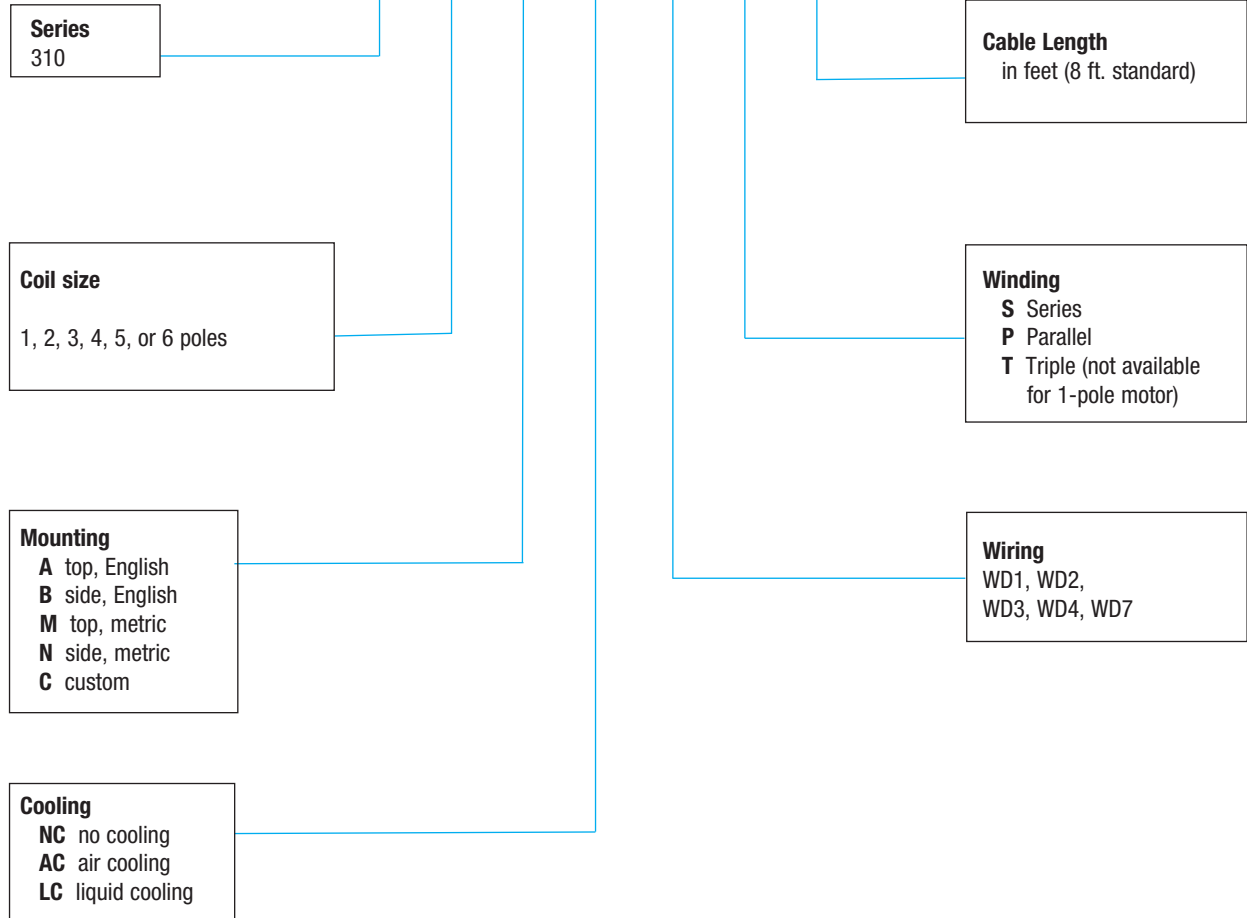 Series
310
Coil size
1, 2, 3, 4, 5, or 6 poles
Mounting
A top, English
B side, English
M top, metric
N side, metric
C custom
Cooling
NC no cooling
AC air cooling
LC liquid cooling
Cable Length
in feet (8 ft. standard)
Winding
S Series
P Parallel
T Triple (not available
for 1-pole motor)
Wiring
WD1, WD2,
WD3, WD4, WD7